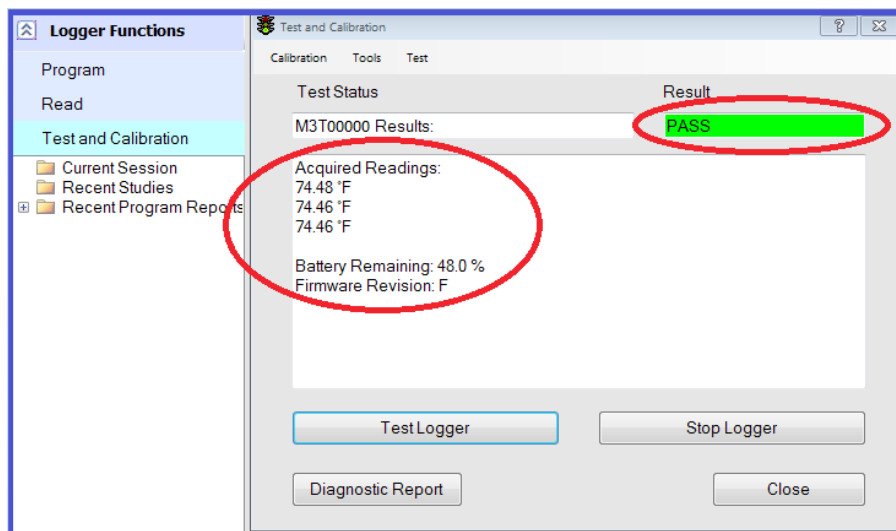 Logger Functions
Program
Read
Test and Calibration
Current Session
Recent Studies
Recent Program Reports
Test and Calibration
Calibration Tools Test
Test Status Result
M3T00000 Results: PASS
Acquired Readings:
74.48 °F
74.46 °F
74.46 °F
Battery Remaining: 48.0 %
Firmware Revision: F
Test Logger Stop Logger
Diagnostic Report Close